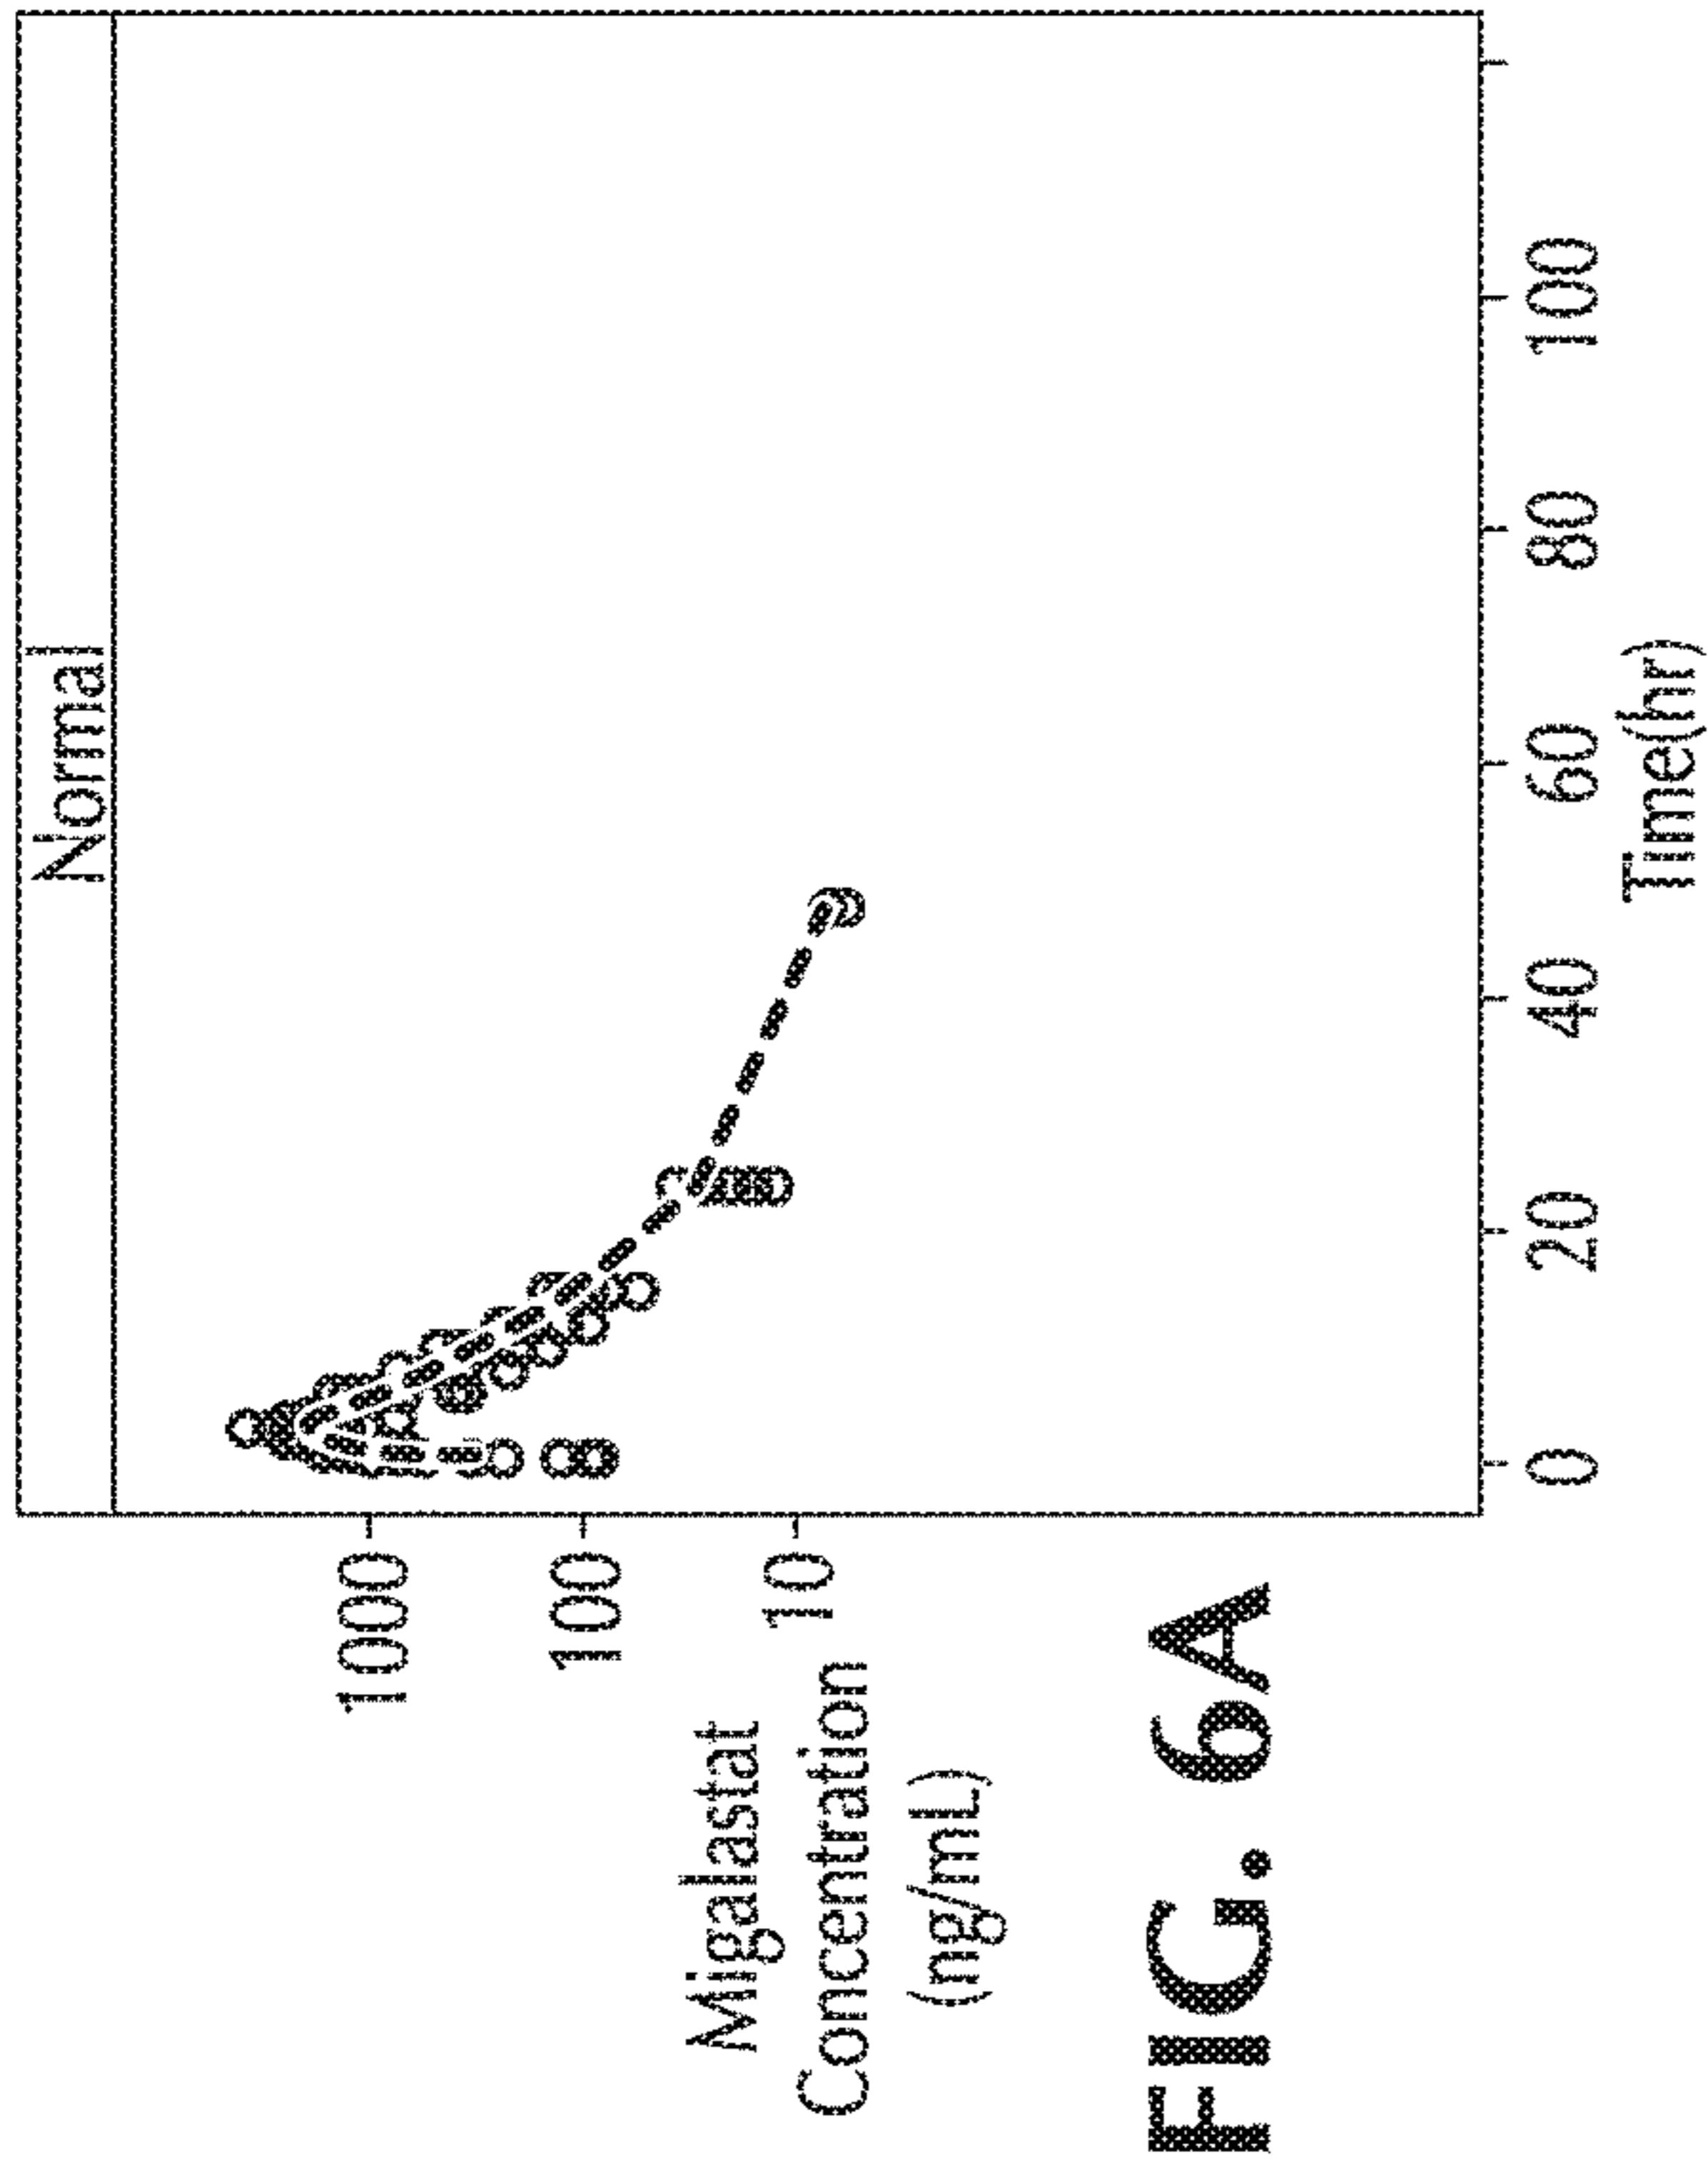 Normal
1000
100
10
Migalastat
Concentration
(ng/mL)
0 20 40 60 80 100
Time(hr)
FIG. 6A